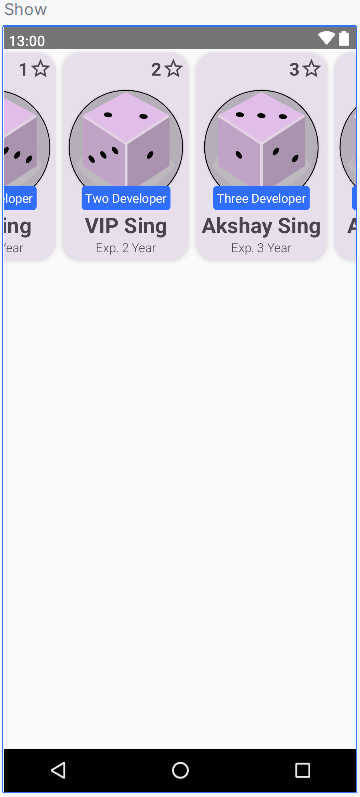 Show
13:00
1
2
3
eloper
Two Developer
Three Developer
ing
VIP Sing
Akshay Sing
A
Year
Exp. 2 Year
Exp. 3 Year